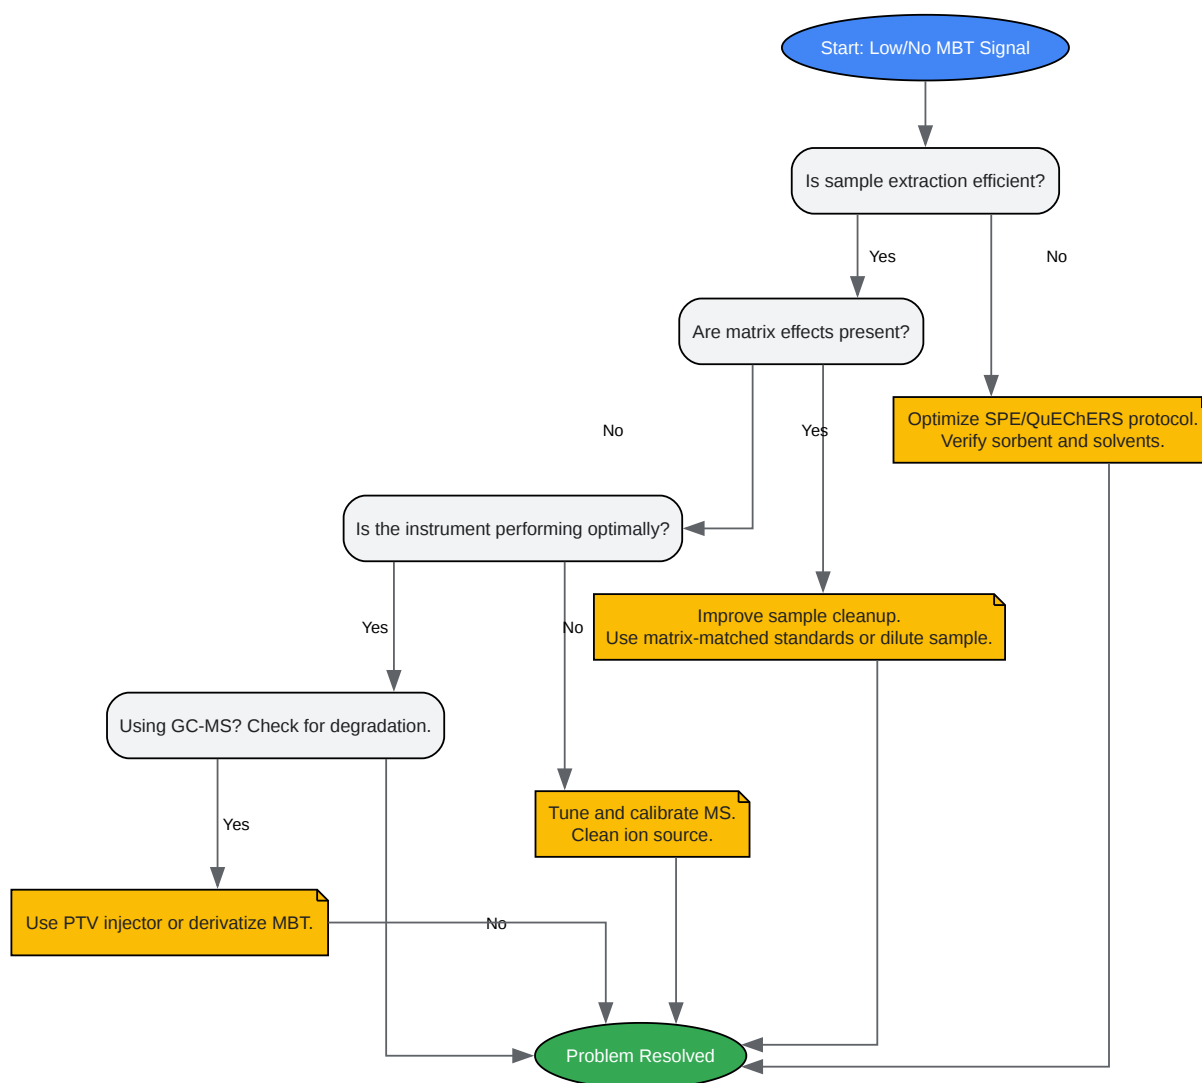 Start: Low/No MBT Signal
Is sample extraction efficient?
Yes
No
Are matrix effects present?
Optimize SPE/QuEChERS protocol.
Verify sorbent and solvents.
No
Yes
Is the instrument performing optimally?
Improve sample cleanup.
Use matrix-matched standards or dilute sample.
Yes
No
Using GC-MS? Check for degradation.
Tune and calibrate MS.
Clean ion source.
Yes
Use PTV injector or derivatize MBT.
No
Problem Resolved